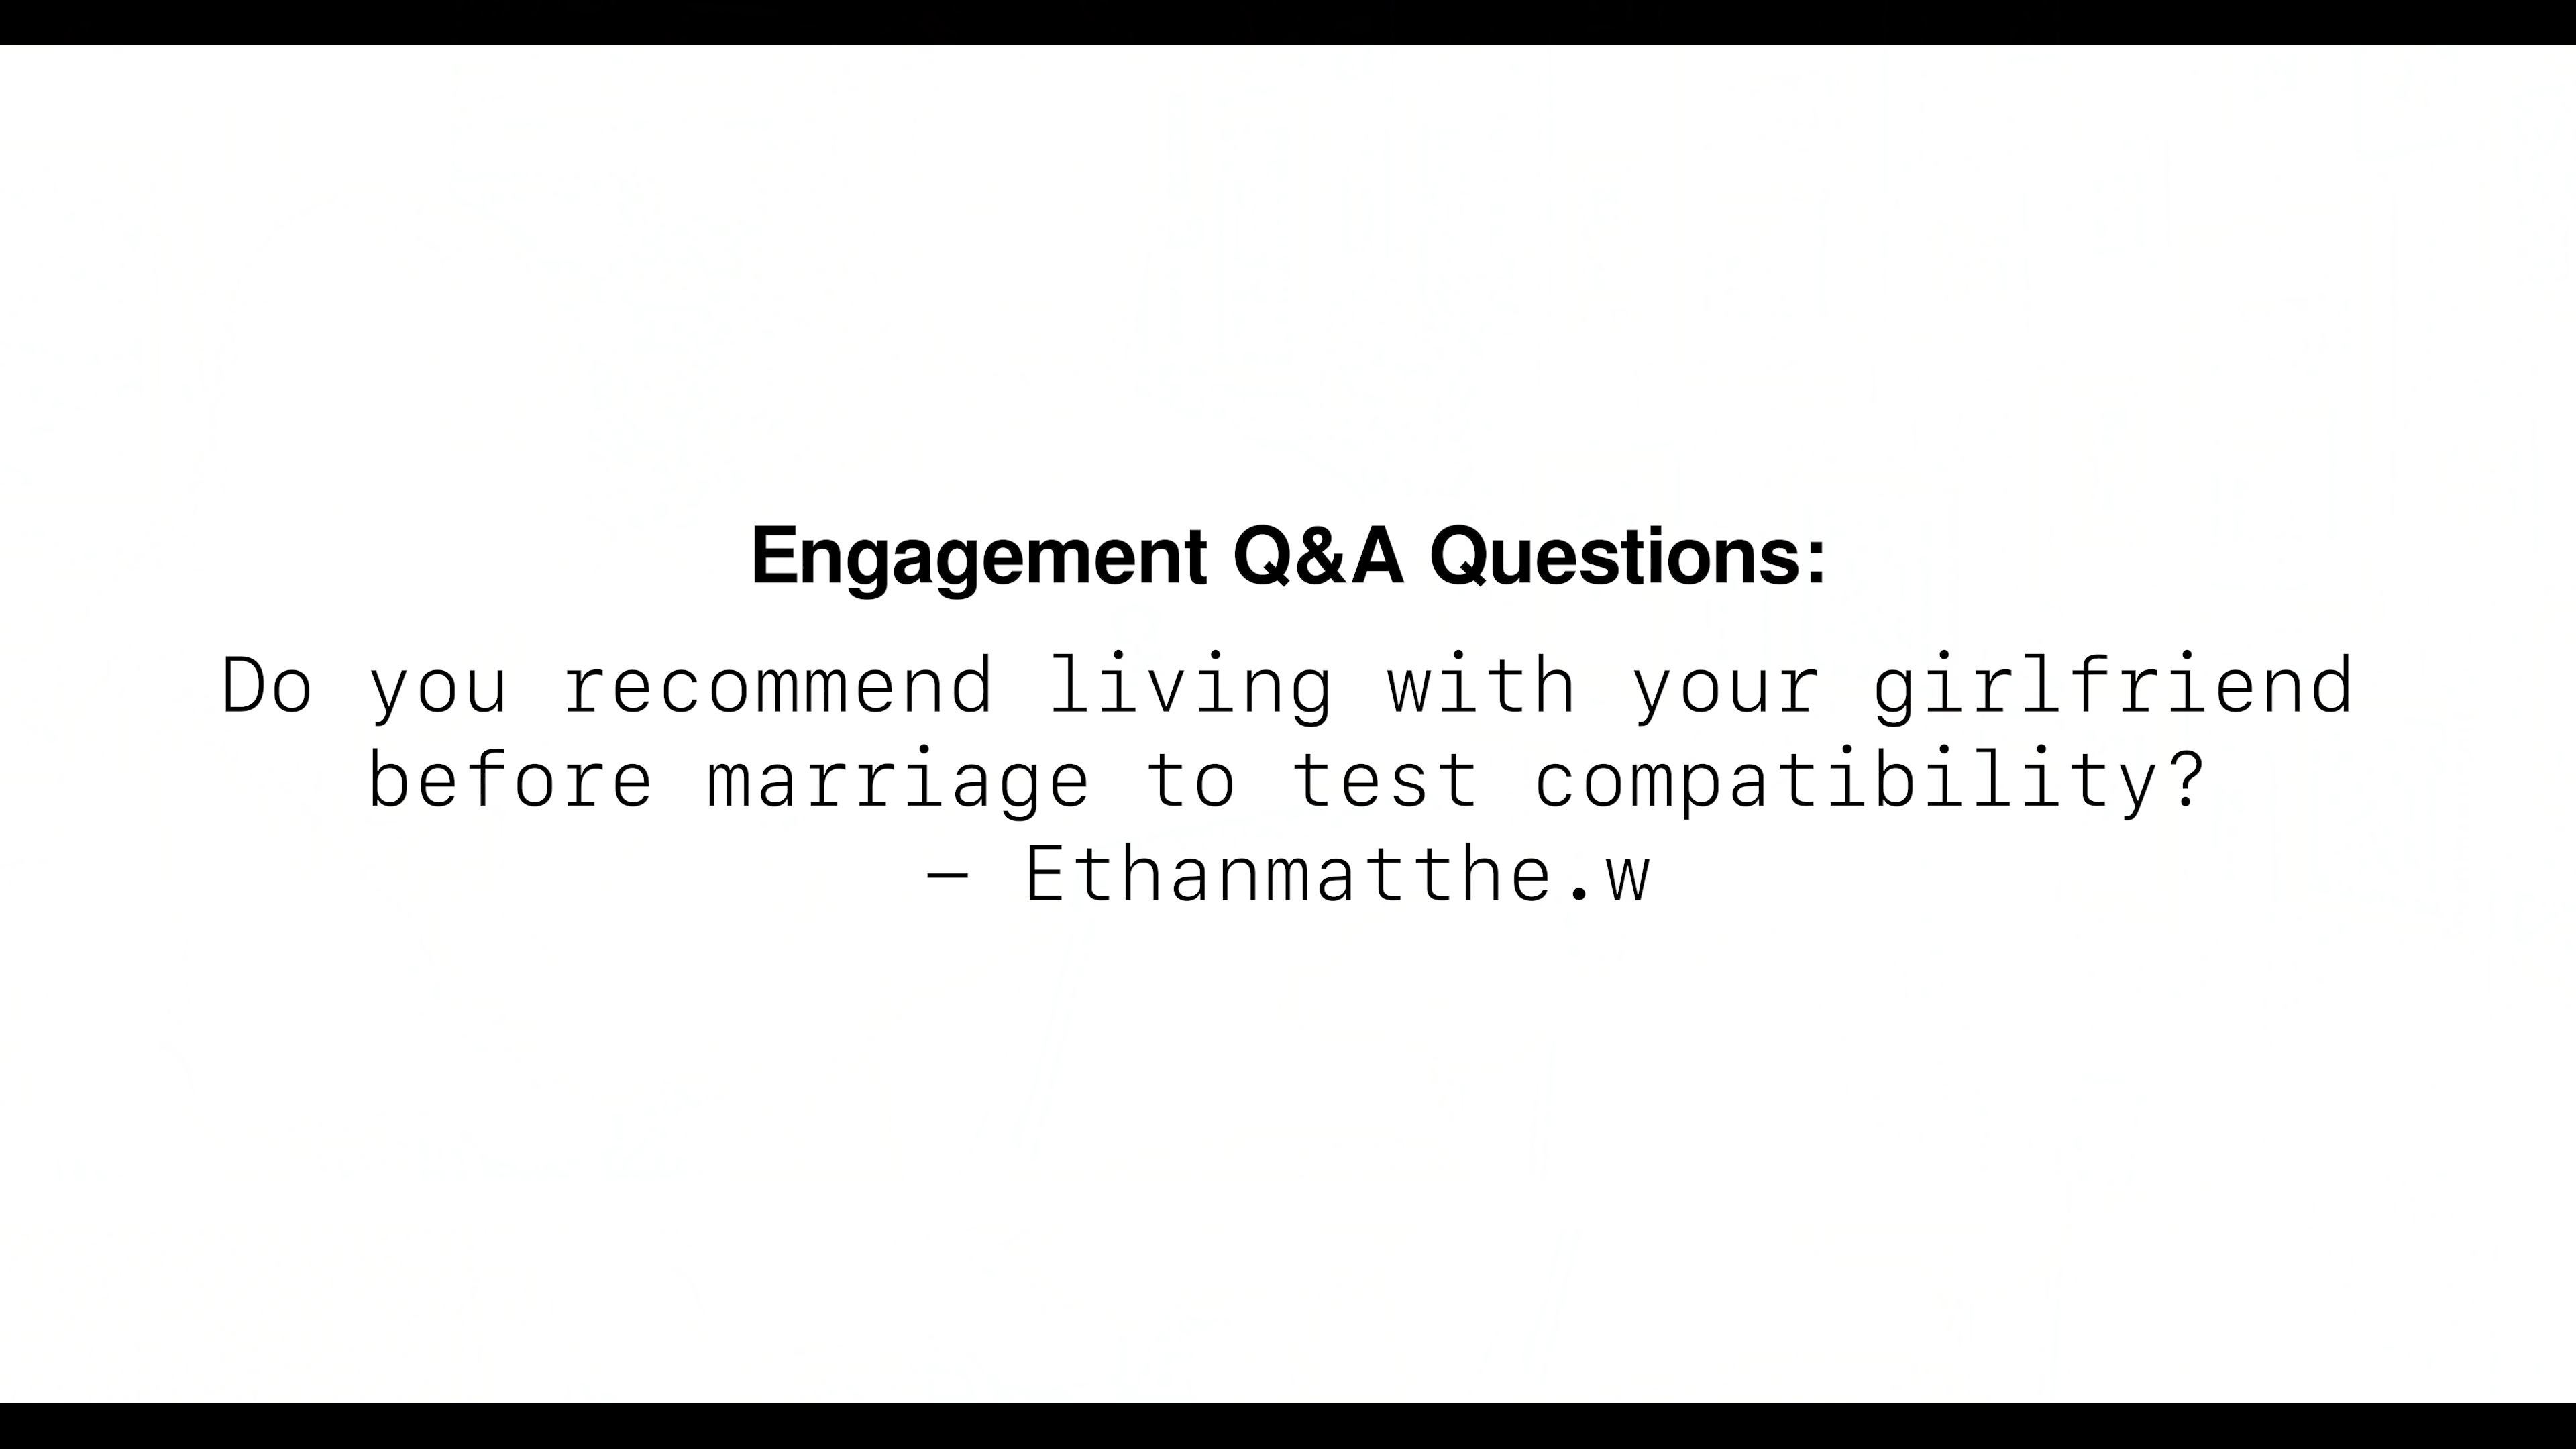 Engagement Q&A Questions:
Do you recommend living with your girlfriend
before marriage to test compatibility?
– Ethanmatthe.w